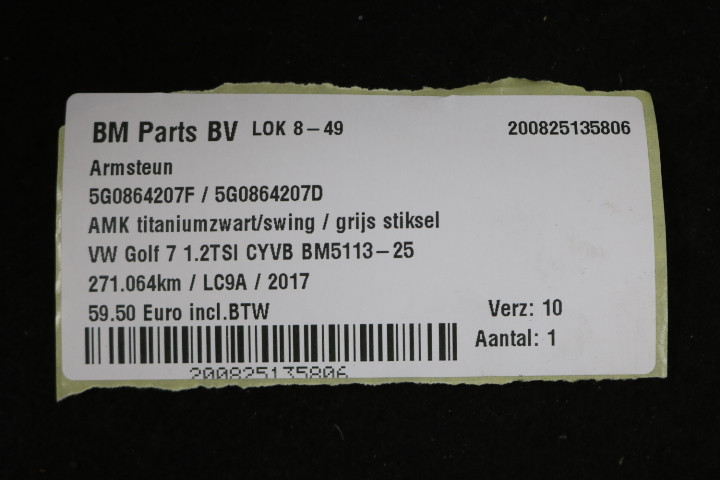 BM Parts BV LOK 8-49 200825135806
Armsteun
5G0864207F / 5G0864207D
AMK titaniumzwart/swing / grijs stiksel
VW Golf 7 1.2TSI CYVB BM5113-25
271.064km / LC9A / 2017
59.50 Euro incl.BTW Verz: 10
Aantal: 1
200825135806